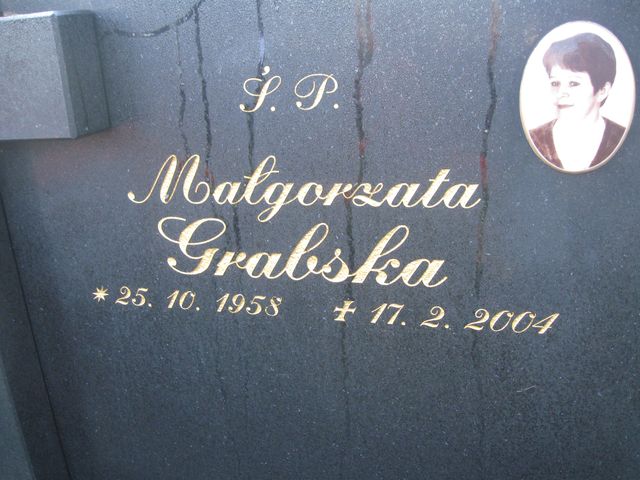 Ś. P.
Małgorzata
Grabska
* 25. 10. 1958 ✝ 17. 2. 2004